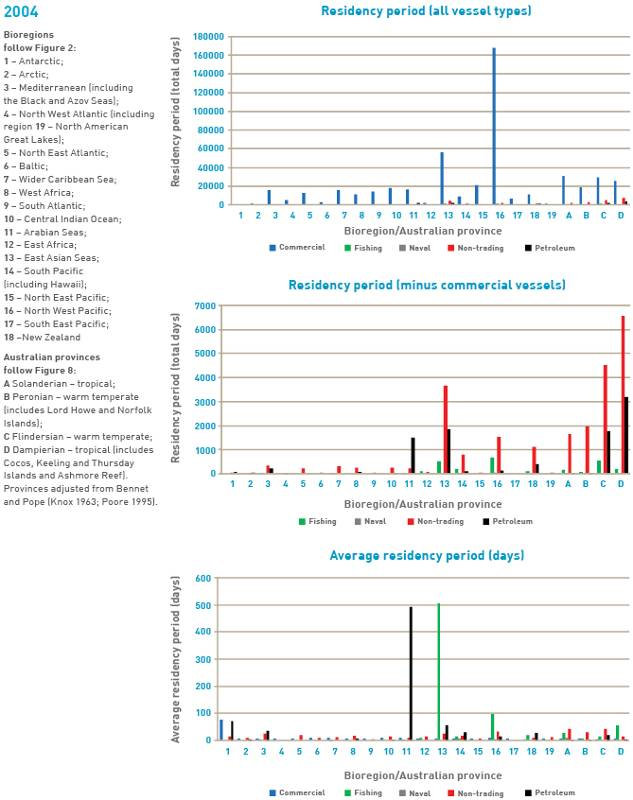 2004
Bioregions
follow Figure 2:
1 – Antarctic;
2 – Arctic;
3 – Mediterranean (including
the Black and Azov Seas);
4 – North West Atlantic (including
region 19 – North American
Great Lakes);
5 – North East Atlantic;
6 – Baltic;
7 – Wider Caribbean Sea;
8 – West Africa;
9 – South Atlantic;
10 – Central Indian Ocean;
11 – Arabian Seas;
12 – East Africa;
13 – East Asian Seas;
14 – South Pacific
(including Hawaii);
15 – North East Pacific;
16 – North West Pacific;
17 – South East Pacific;
18 –New Zealand
Australian provinces
follow Figure 8:
A Solanderian – tropical;
B Peronian – warm temperate
(includes Lord Howe and Norfolk
Islands);
C Flindersian – warm temperate;
D Dampierian – tropical (includes
Cocos, Keeling and Thursday
Islands and Ashmore Reef).
Provinces adjusted from Bennet
and Pope (Knox 1963; Poore 1995).
Residency period (all vessel types)
Residency period (total days)
180000
160000
140000
120000
100000
80000
60000
40000
20000
0
1 2 3 4 5 6 7 8 9 10 11 12 13 14 15 16 17 18 19 A B C D
Bioregion/Australian province
Commercial Fishing Naval Non-trading Petroleum
Residency period (minus commercial vessels)
Residency period (total days)
7000
6000
5000
4000
3000
2000
1000
0
1 2 3 4 5 6 7 8 9 10 11 12 13 14 15 16 17 18 19 A B C D
Bioregion/Australian province
Fishing Naval Non-trading Petroleum
Average residency period (days)
Average residency period (days)
600
500
400
300
200
100
0
1 2 3 4 5 6 7 8 9 10 11 12 13 14 15 16 17 18 19 A B C D
Bioregion/Australian province
Commercial Fishing Naval Non-trading Petroleum